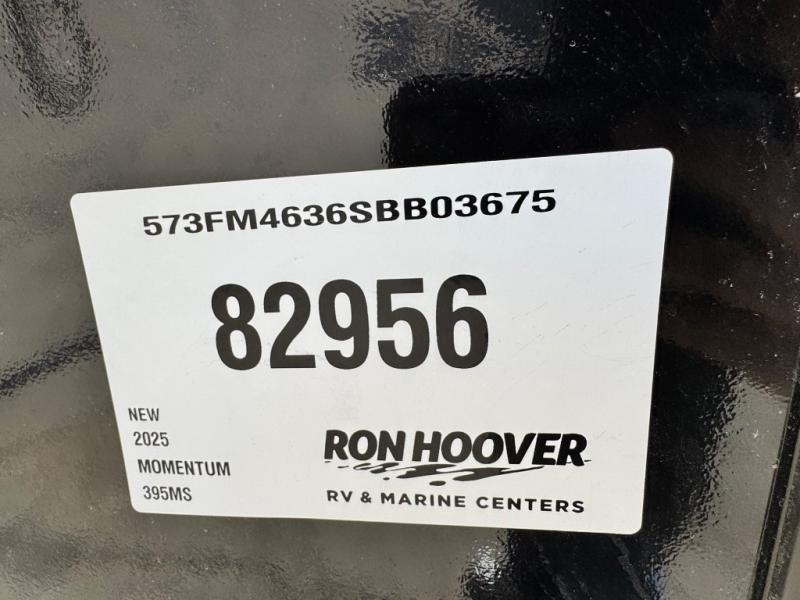 573FM4636SBB03675
82956
NEW
2025
MOMENTUM
395MS
RON HOOVER
RV & MARINE CENTERS